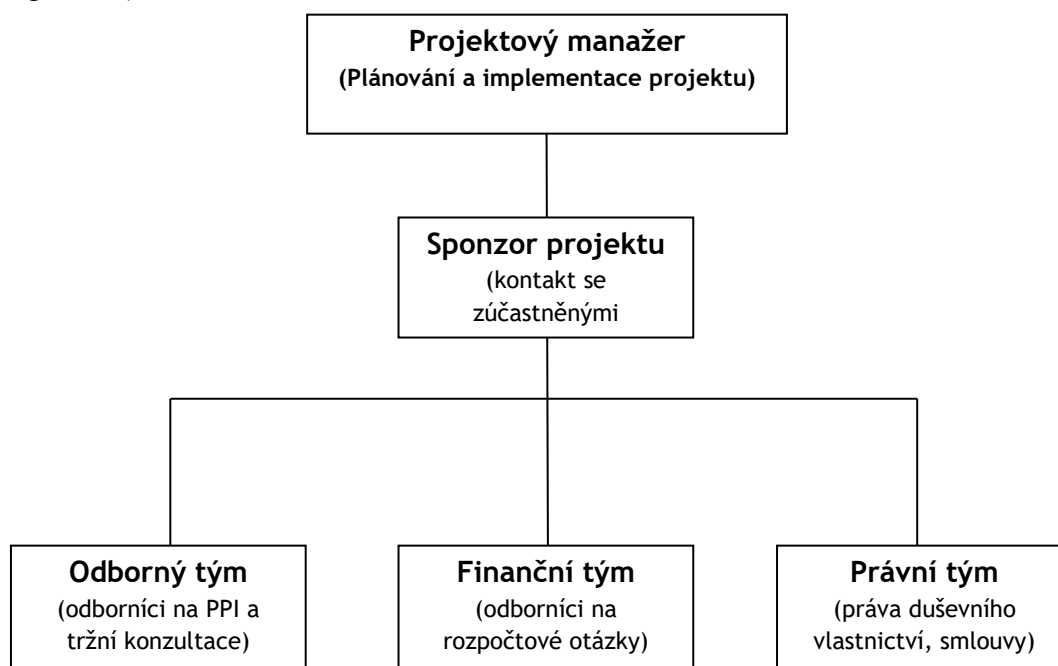 Projektový manažer
(Plánování a implementace projektu)
Sponzor projektu
(kontakt se
zúčastněnými
Odborný tým
(odborníci na PPI a
tržní konzultace)
Finanční tým
(odborníci na
rozpočtové otázky)
Právní tým
(práva duševního
vlastnictví, smlouvy)